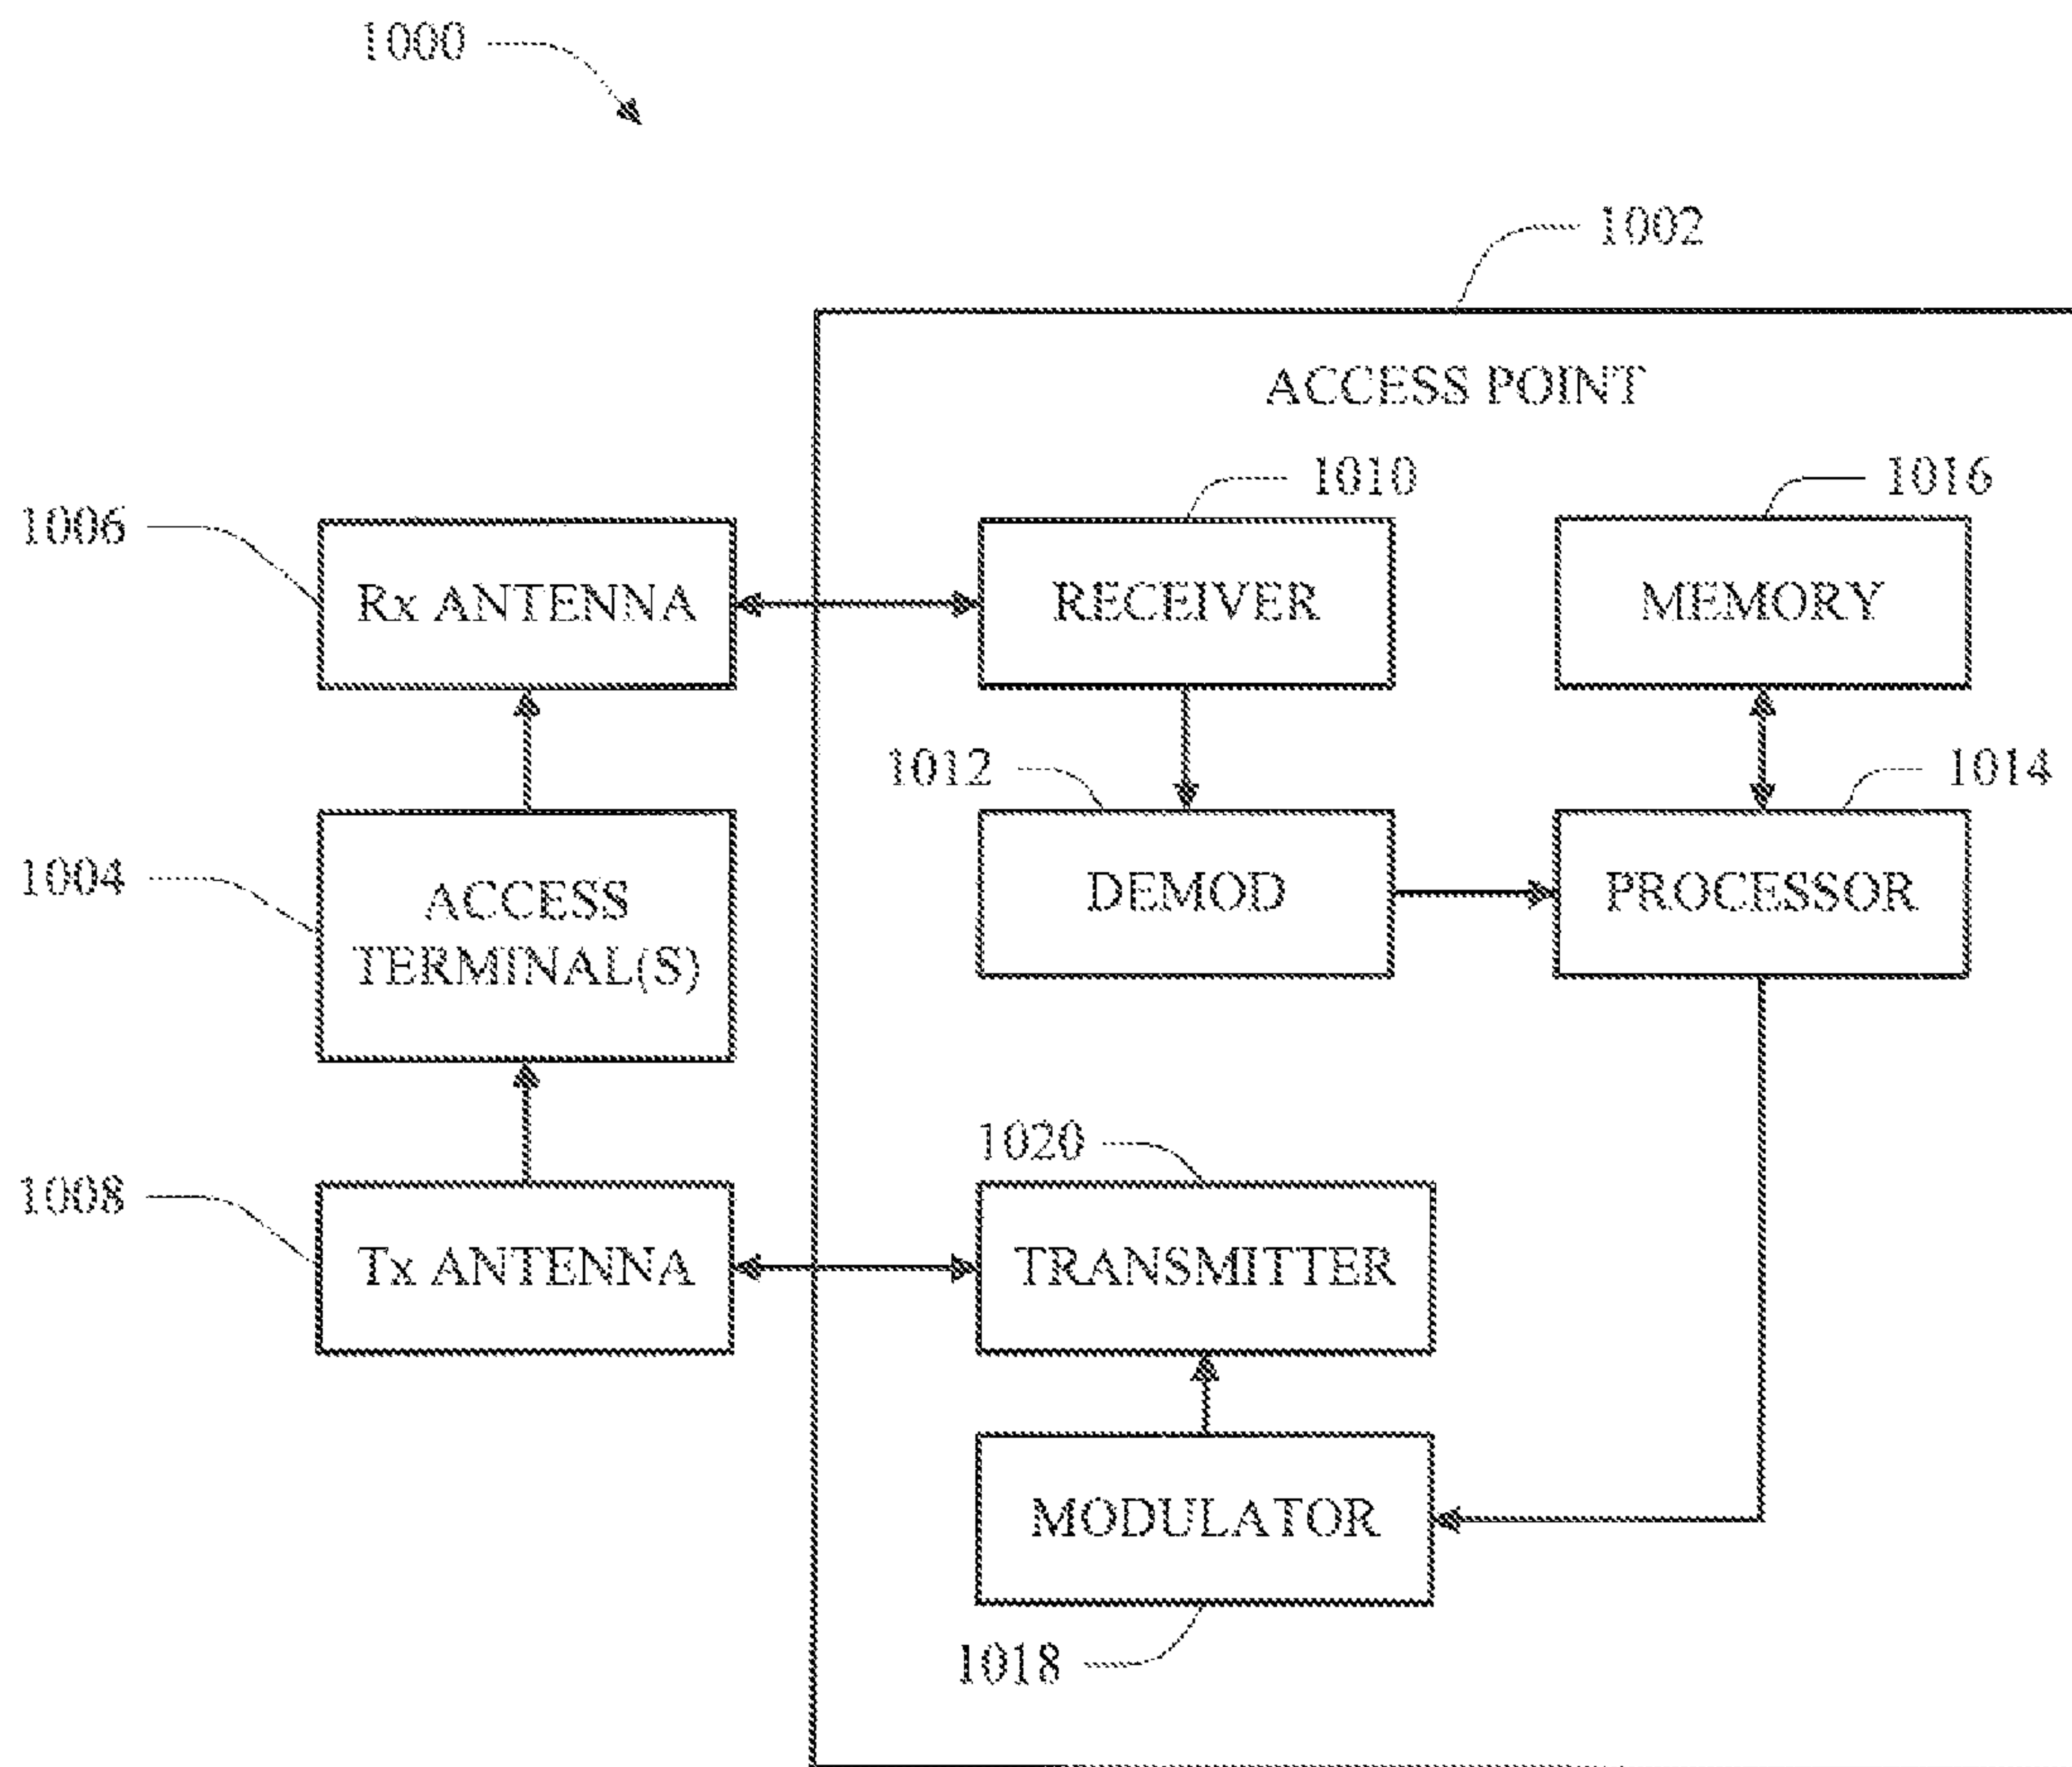 1000
1002
ACCESS POINT
1010
1016
1006
Rx ANTENNA
RECEIVER
MEMORY
1012
1014
1004
ACCESS
TERMINAL(S)
DEMOD
PROCESSOR
1020
1008
Tx ANTENNA
TRANSMITTER
MODULATOR
1018